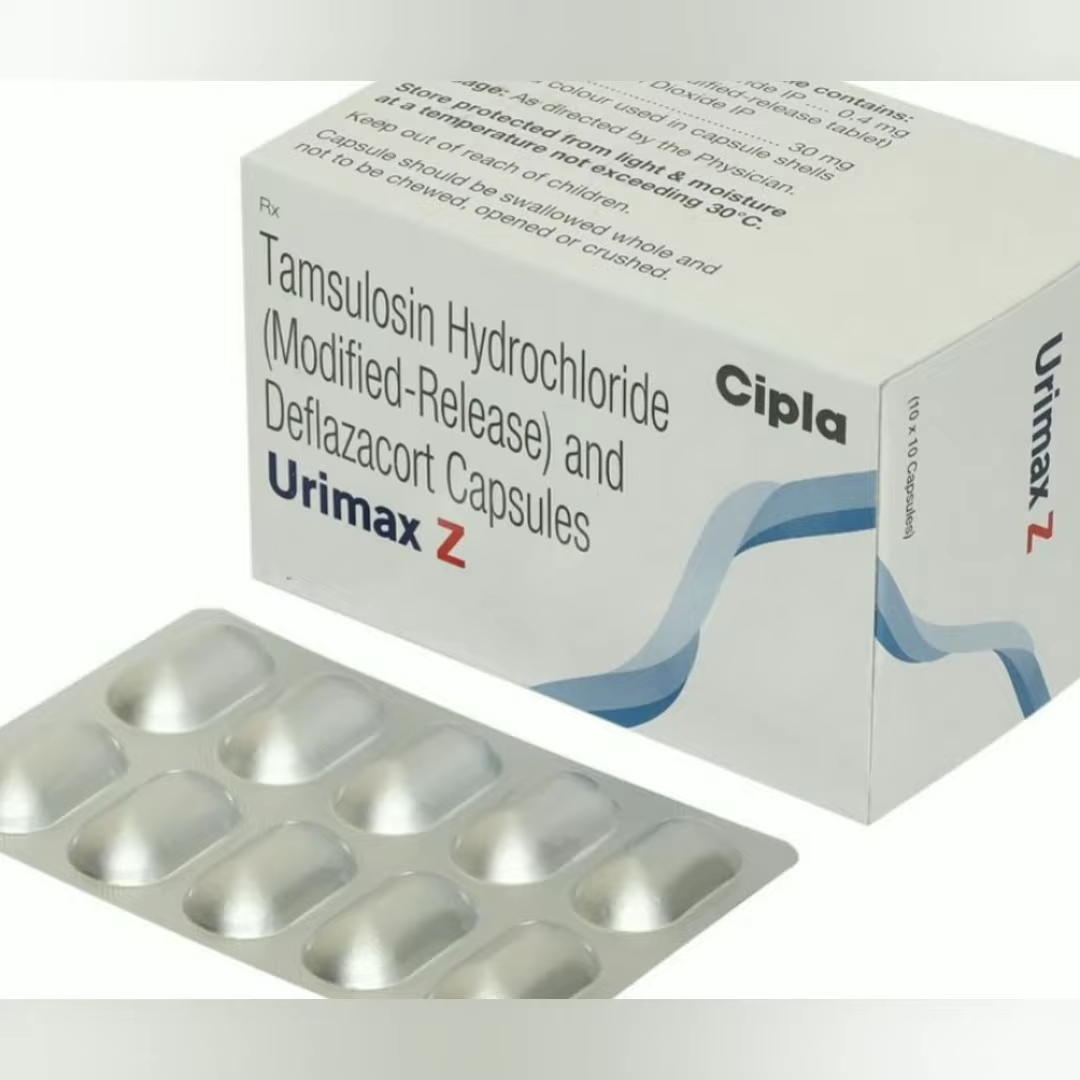 contains:
IP .... 0.4 mg
release tablet)
Dioxide IP
.............................. 30 mg
colour used in capsule shells
As directed by the Physician.
Store protected from light & moisture
at a temperature not exceeding 30°C.
Keep out of reach of children.
Capsule should be swallowed whole and
not to be chewed, opened or crushed.
Rx
Tamsulosin Hydrochloride
(Modified-Release) and
Deflazacort Capsules
Urimax Z
Cipla
Urimax Z
(10 x 10 Capsules)